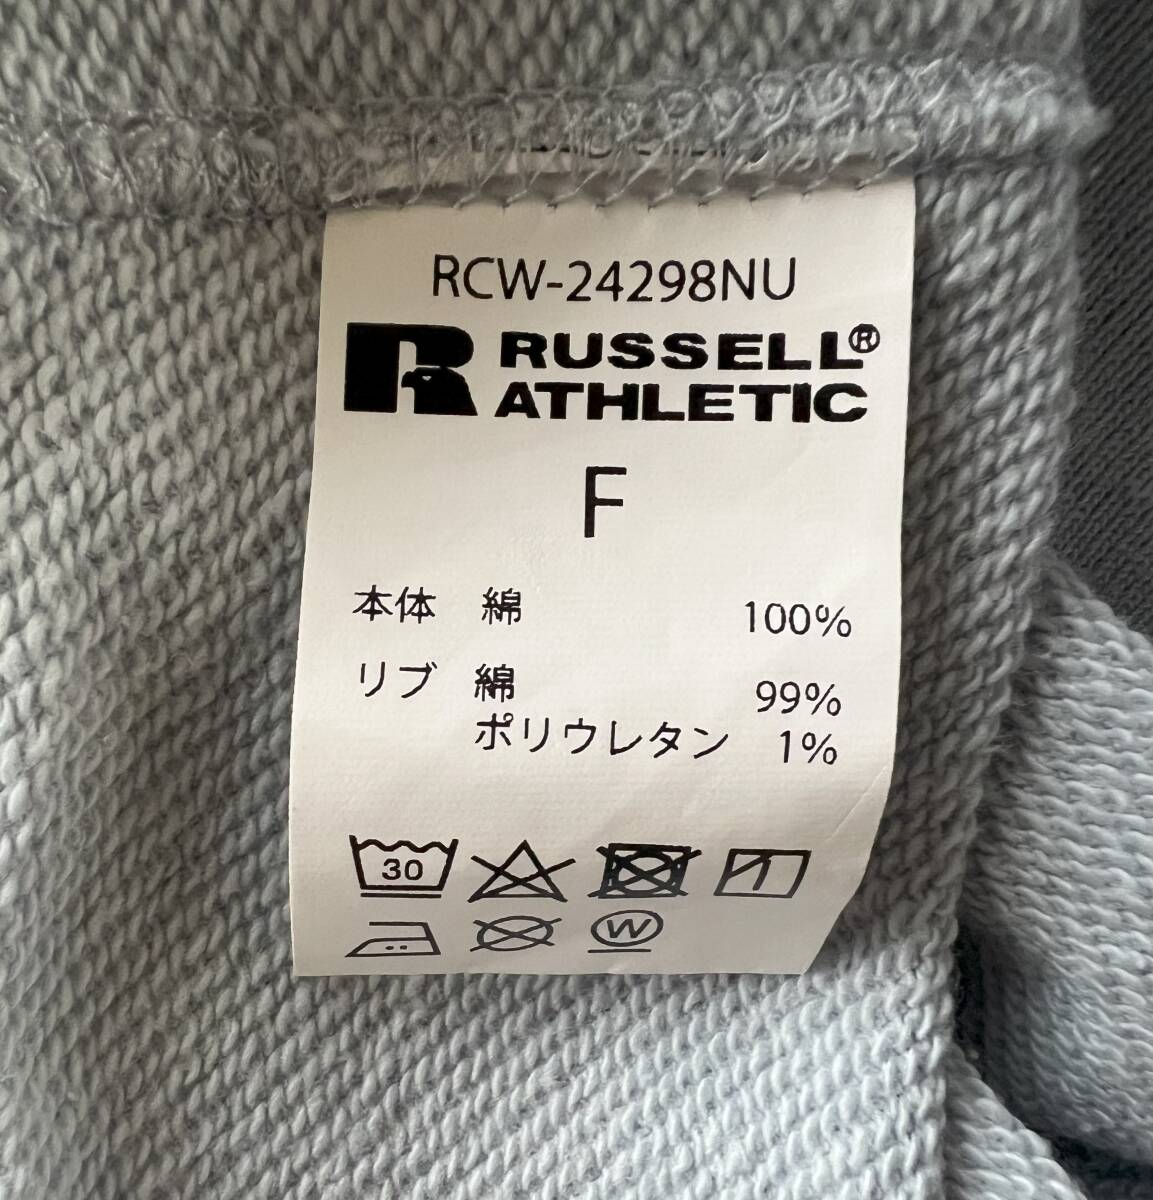 RCW-24298NU
RUSSELL®
ATHLETIC
F
本体 綿 100%
リブ 綿 99%
ポリウレタン 1%
30
W